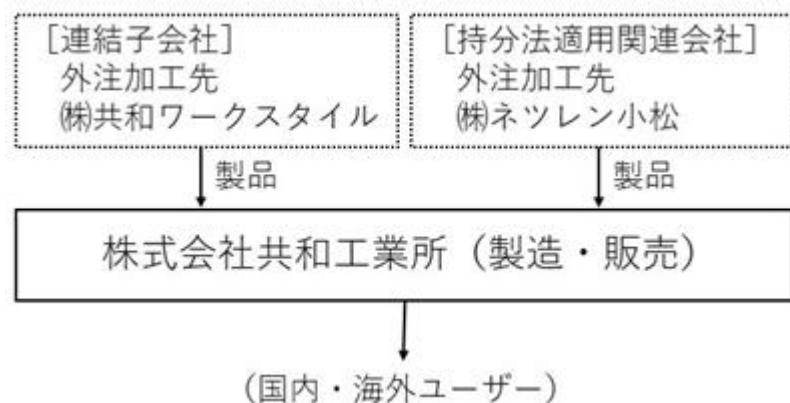 ［連結子会社］
外注加工先
㈱共和ワークスタイル
［持分法適用関連会社］
外注加工先
㈱ネツレン小松
製品
製品
株式会社共和工業所（製造・販売）
（国内・海外ユーザー）